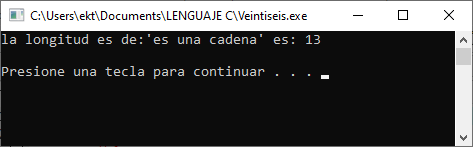 C:\Users\ekt\Documents\LENGUAJE C\Veintiseis.exe
la longitud es de:'es una cadena' es: 13
Presione una tecla para continuar . . .